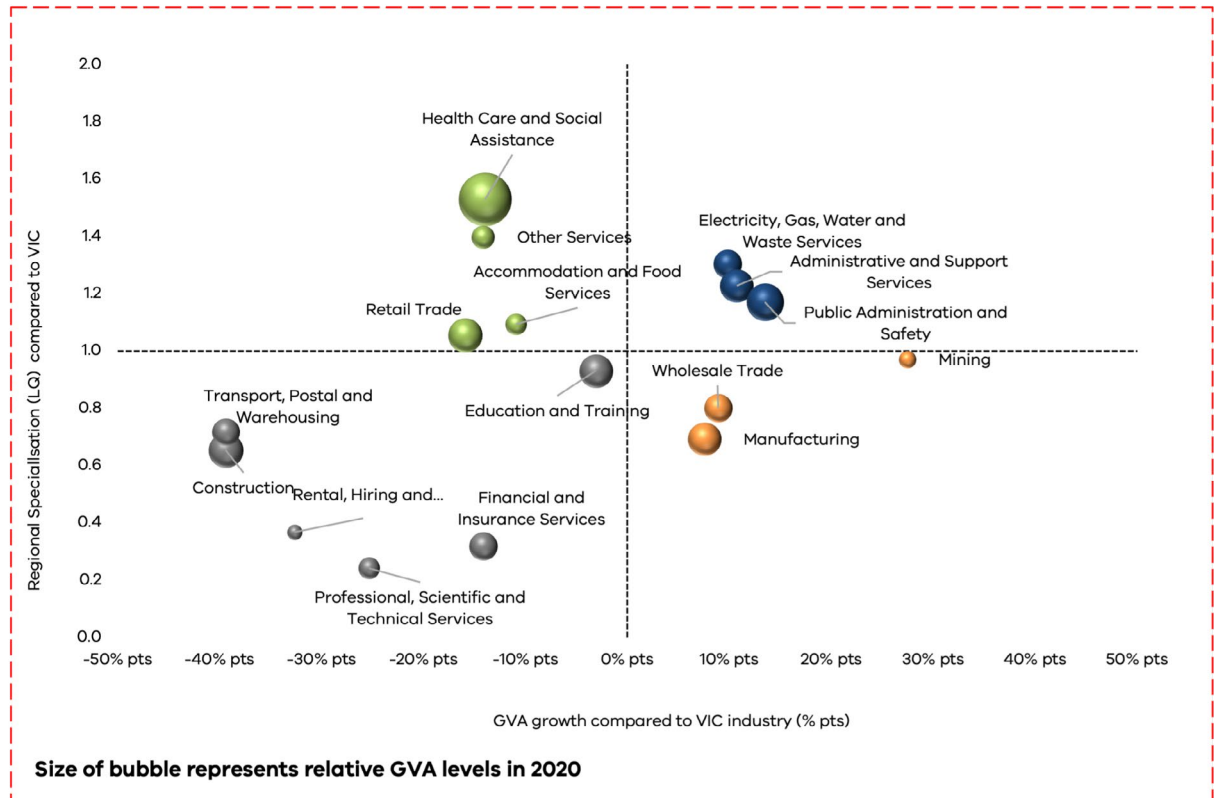 2.0
1.8
1.6
1.4
1.2
1.0
0.8
0.6
0.4
0.2
0.0
Regional Speciallisation (LQ) compared to VIC
Health Care and Social
Assistance
Other Services
Accommodation and Food
Services
Retail Trade
Electricity, Gas, Water and
Waste Services
Administrative and Support
Services
Public Administration and
Safety
Mining
Wholesale Trade
Manufacturing
Education and Training
Transport, Postal and
Warehousing
Construction
Rental, Hiring and...
Financial and
Insurance Services
Professional, Scientific and
Technical Services
-50% pts
-40% pts
-30% pts
-20% pts
-10% pts
0% pts
10% pts
20% pts
30% pts
40% pts
50% pts
GVA growth compared to VIC industry (% pts)
Size of bubble represents relative GVA levels in 2020